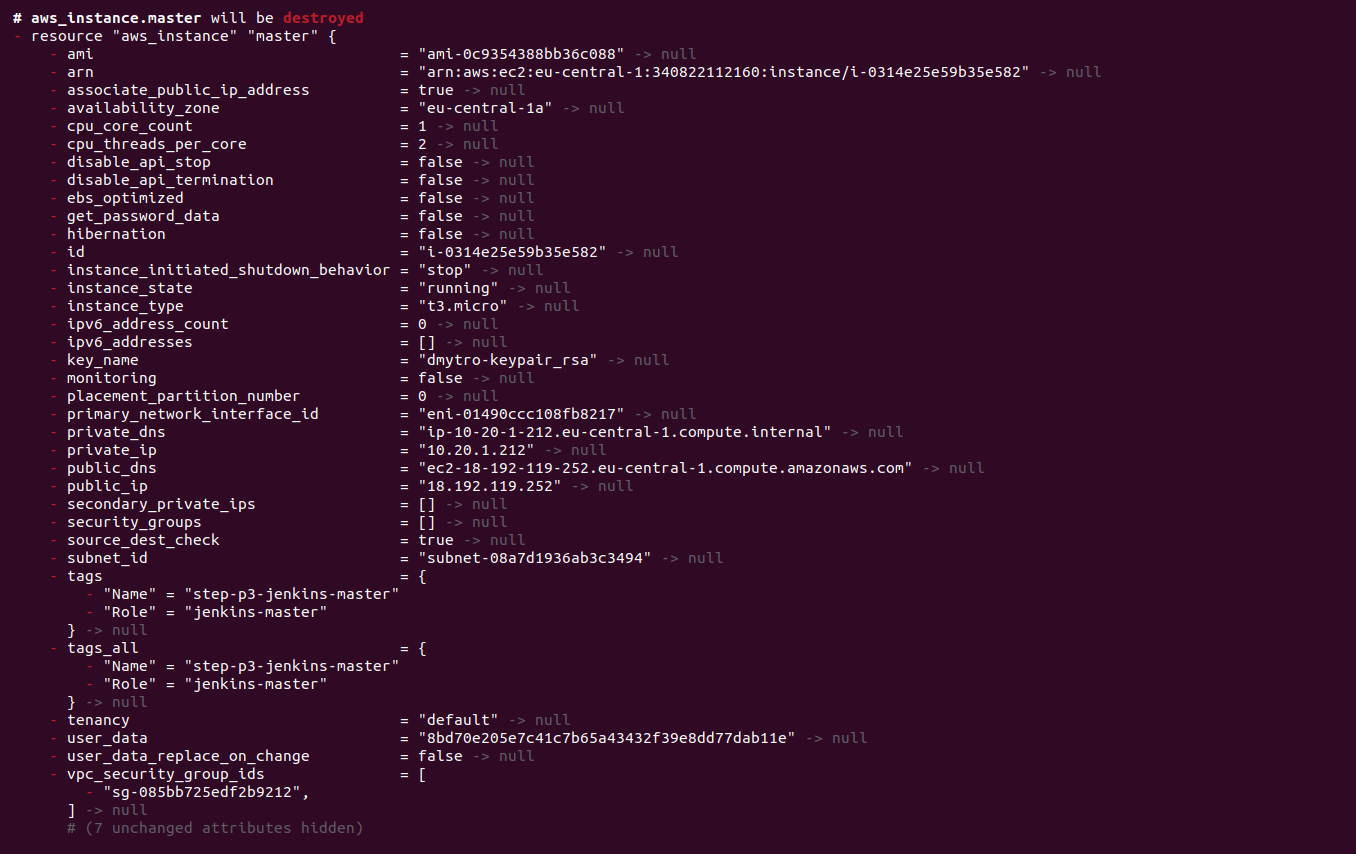 # aws_instance.master will be destroyed
- resource "aws_instance" "master" {
- ami = "ami-0c9354388bb36c088" -> null
- arn = "arn:aws:ec2:eu-central-1:340822112160:instance/i-0314e25e59b35e582" -> null
- associate_public_ip_address = true -> null
- availability_zone = "eu-central-1a" -> null
- cpu_core_count = 1 -> null
- cpu_threads_per_core = 2 -> null
- disable_api_stop = false -> null
- disable_api_termination = false -> null
- ebs_optimized = false -> null
- get_password_data = false -> null
- hibernation = false -> null
- id = "i-0314e25e59b35e582" -> null
- instance_initiated_shutdown_behavior = "stop" -> null
- instance_state = "running" -> null
- instance_type = "t3.micro" -> null
- ipv6_address_count = 0 -> null
- ipv6_addresses = [] -> null
- key_name = "dmytro-keypair_rsa" -> null
- monitoring = false -> null
- placement_partition_number = 0 -> null
- primary_network_interface_id = "eni-01490ccc108fb8217" -> null
- private_dns = "ip-10-20-1-212.eu-central-1.compute.internal" -> null
- private_ip = "10.20.1.212" -> null
- public_dns = "ec2-18-192-119-252.eu-central-1.compute.amazonaws.com" -> null
- public_ip = "18.192.119.252" -> null
- secondary_private_ips = [] -> null
- security_groups = [] -> null
- source_dest_check = true -> null
- subnet_id = "subnet-08a7d1936ab3c3494" -> null
- tags = {
- "Name" = "step-p3-jenkins-master"
- "Role" = "jenkins-master"
} -> null
- tags_all = {
- "Name" = "step-p3-jenkins-master"
- "Role" = "jenkins-master"
} -> null
- tenancy = "default" -> null
- user_data = "8bd70e205e7c41c7b65a43432f39e8dd77dab11e" -> null
- user_data_replace_on_change = false -> null
- vpc_security_group_ids = [
- "sg-085bb725edf2b9212",
] -> null
# (7 unchanged attributes hidden)